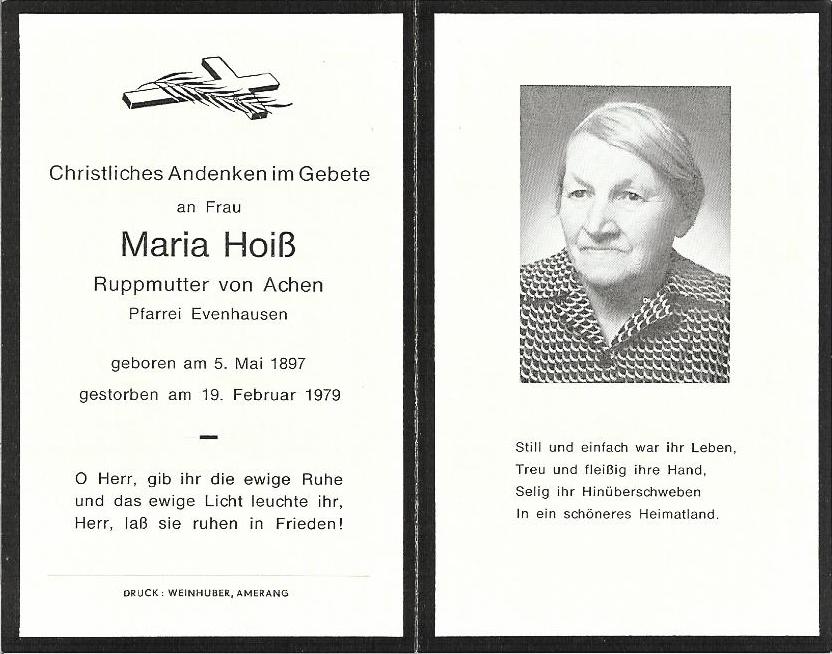 Christliches Andenken im Gebete
an Frau
Maria Hoiß
Ruppmutter von Achen
Pfarrei Evenhausen
geboren am 5. Mai 1897
gestorben am 19. Februar 1979
O Herr, gib ihr die ewige Ruhe
und das ewige Licht leuchte ihr,
Herr, laß sie ruhen in Frieden!
DRUCK: WEINHUBER, AMERANG
Still und einfach war ihr Leben,
Treu und fleißig ihre Hand,
Selig ihr Hinüberschweben
In ein schöneres Heimatland.